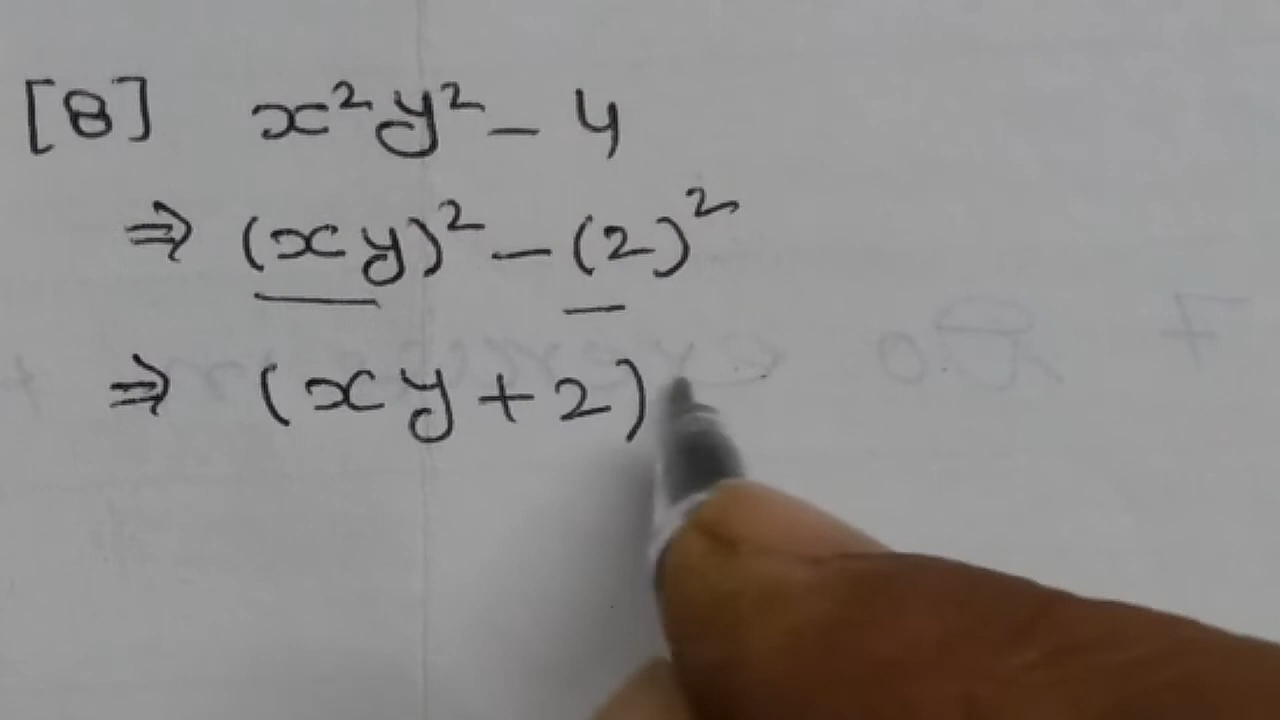 [8] x²y² - 4
⇒ (xy)² - (2)²
⇒ (xy + 2)